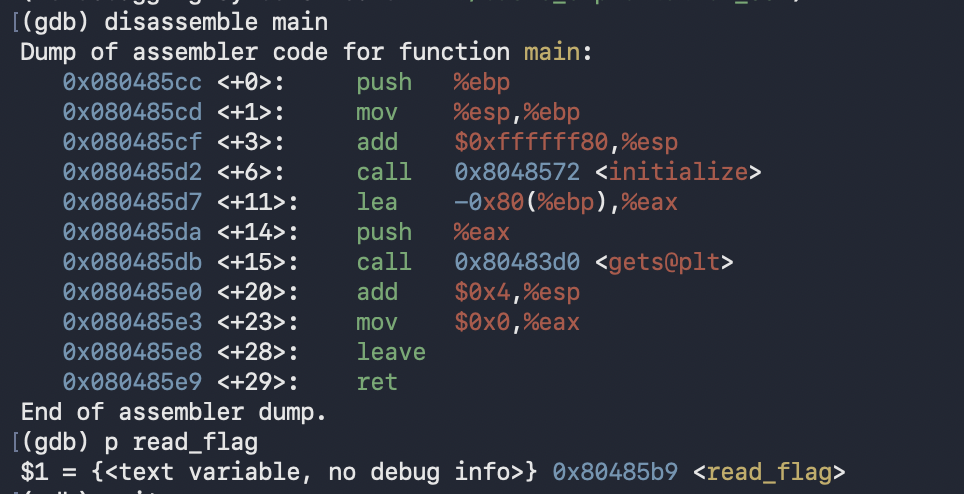 (gdb) disassemble main
Dump of assembler code for function main:
0x080485cc <+0>: push %ebp
0x080485cd <+1>: mov %esp,%ebp
0x080485cf <+3>: add $0xffffff80,%esp
0x080485d2 <+6>: call 0x8048572 <initialize>
0x080485d7 <+11>: lea -0x80(%ebp),%eax
0x080485da <+14>: push %eax
0x080485db <+15>: call 0x80483d0 <gets@plt>
0x080485e0 <+20>: add $0x4,%esp
0x080485e3 <+23>: mov $0x0,%eax
0x080485e8 <+28>: leave
0x080485e9 <+29>: ret
End of assembler dump.
(gdb) p read_flag
$1 = {<text variable, no debug info>} 0x80485b9 <read_flag>